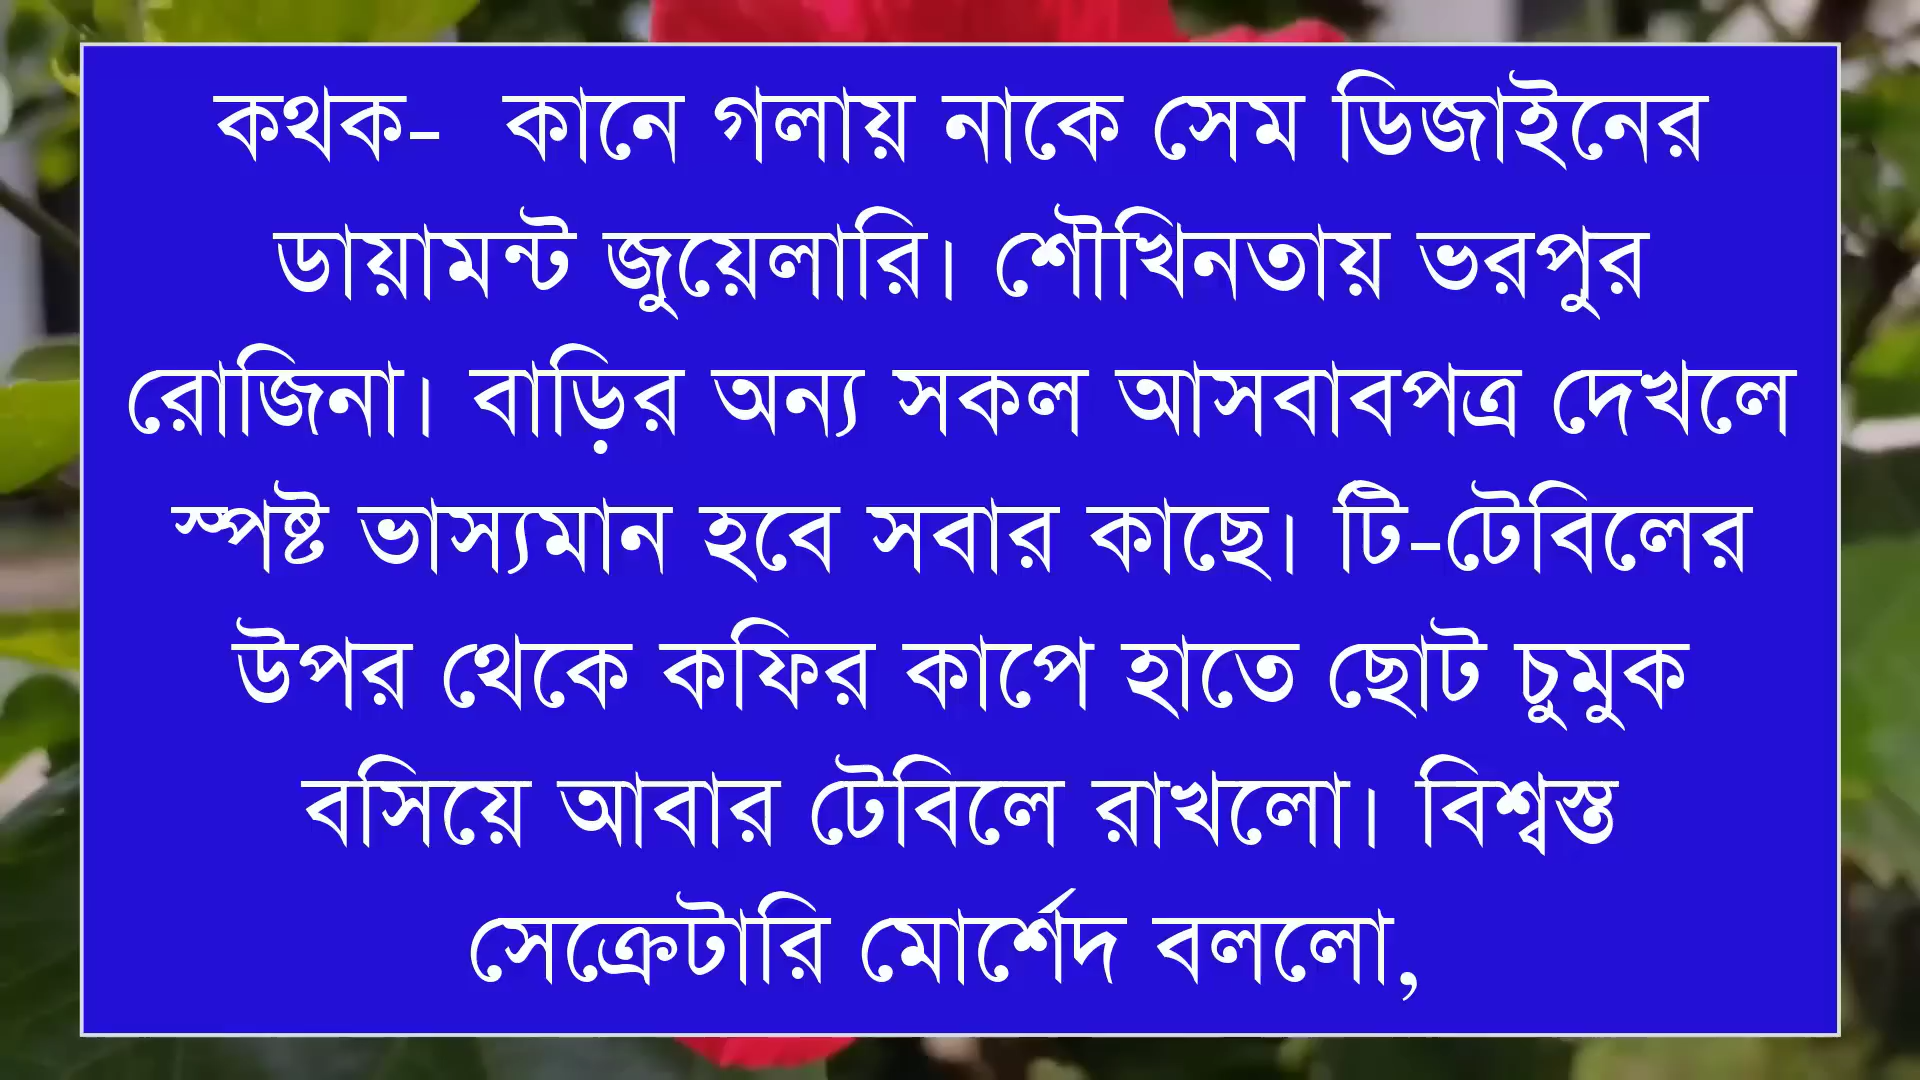 কথক-  কানে গলায় নাকে সেম ডিজাইনের
ডায়ামন্ট জুয়েলারি। শৌখিনতায় ভরপুর
রোজিনা। বাড়ির অন্য সকল আসবাবপত্র দেখলে
স্পষ্ট ভাস্যমান হবে সবার কাছে। টি-টেবিলের
উপর থেকে কফির কাপে হাতে ছোট চুমুক
বসিয়ে আবার টেবিলে রাখলো। বিশ্বস্ত
সেক্রেটারি মোর্শেদ বললো,